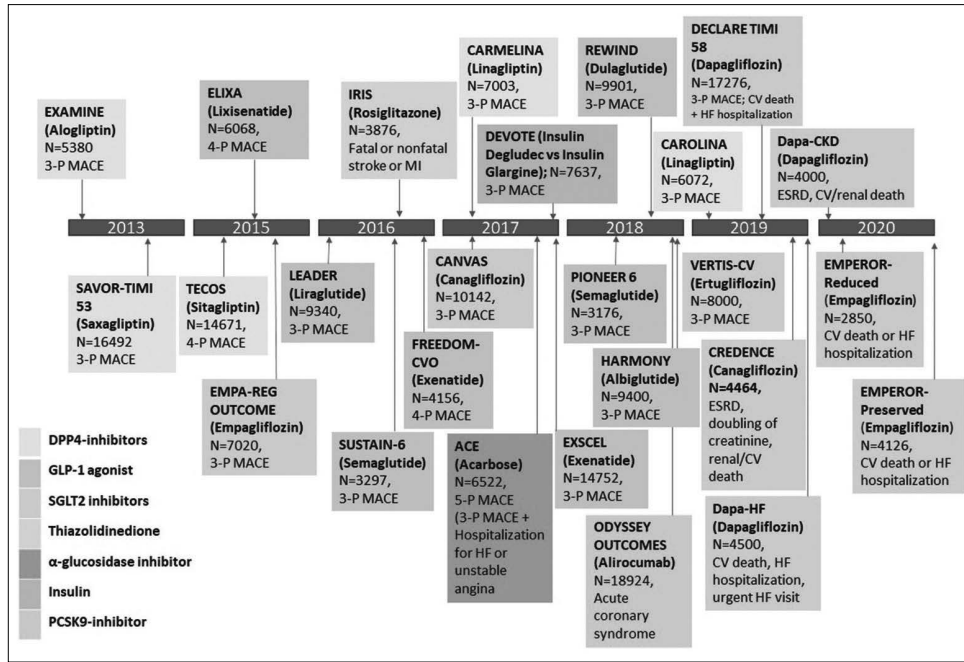 EXAMINE
(Alogliptin)
N=5380
3-P MACE
ELIXA
(Lixisenatide)
N=6068,
4-P MACE
IRIS
(Rosiglitazone)
N=3876,
Fatal or nonfatal
stroke or MI
CARMELINA
(Linagliptin)
N=7003,
3-P MACE
DEVOTE (Insulin
Degludec vs Insulin
Glargine); N=7637,
3-P MACE
REWIND
(Dulaglutide)
N=9901,
3-P MACE
CAROLINA
(Linagliptin)
N=6072,
3-P MACE
DECLARE TIMI
58
(Dapagliflozin)
N=17276,
3-P MACE; CV death
+ HF hospitalization
Dapa-CKD
(Dapagliflozin)
N=4000,
ESRD, CV/renal death
2013
2015
2016
2017
2018
2019
2020
SAVOR-TIMI
53
(Saxagliptin)
N=16492
3-P MACE
TECOS
(Sitagliptin)
N=14671,
4-P MACE
EMPA-REG
OUTCOME
(Empagliflozin)
N=7020,
3-P MACE
LEADER
(Liraglutide)
N=9340,
3-P MACE
SUSTAIN-6
(Semaglutide)
N=3297,
3-P MACE
FREEDOM-
CVO
(Exenatide)
N=4156,
4-P MACE
CANVAS
(Canagliflozin)
N=10142,
3-P MACE
ACE
(Acarbose)
N=6522,
5-P MACE
(3-P MACE +
Hospitalization
for HF or
unstable
angina
EXSCEL
(Exenatide)
N=14752,
3-P MACE
PIONEER 6
(Semaglutide)
N=3176,
3-P MACE
HARMONY
(Albiglutide)
N=9400,
3-P MACE
ODYSSEY
OUTCOMES
(Alirocumab)
N=18924,
Acute
coronary
syndrome
VERTIS-CV
(Ertugliflozin)
N=8000,
3-P MACE
CREDENCE
(Canagliflozin)
N=4464,
ESRD,
doubling of
creatinine,
renal/CV
death
Dapa-HF
(Dapagliflozin)
N=4500,
CV death, HF
hospitalization,
urgent HF visit
EMPEROR-
Reduced
(Empagliflozin)
N=2850,
CV death or HF
hospitalization
EMPEROR-
Preserved
(Empagliflozin)
N=4126,
CV death or HF
hospitalization
DPP4-inhibitors
GLP-1 agonist
SGLT2 inhibitors
Thiazolidinedione
α-glucosidase inhibitor
Insulin
PCSK9-inhibitor